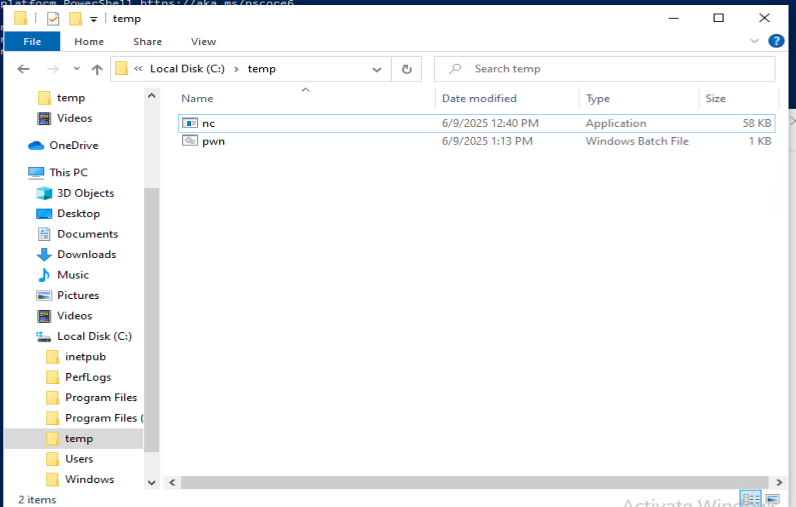 platform PowerShell https://aka.ms/pscore6
temp
File Home Share View
« Local Disk (C:) › temp
Search temp
Name Date modified Type Size
nc 6/9/2025 12:40 PM Application 58 KB
pwn 6/9/2025 1:13 PM Windows Batch File 1 KB
temp
Videos
OneDrive
This PC
3D Objects
Desktop
Documents
Downloads
Music
Pictures
Videos
Local Disk (C:)
inetpub
PerfLogs
Program Files
Program Files (
temp
Users
Windows
2 items
Activate Windows